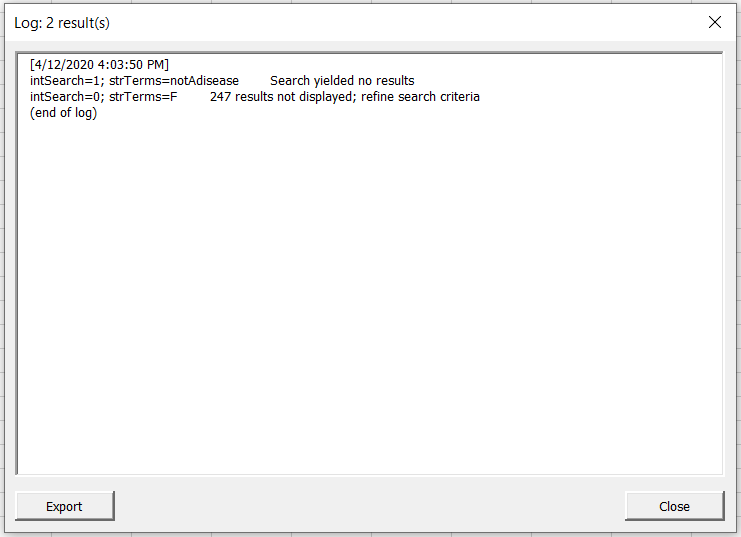 Log: 2 result(s)
[4/12/2020 4:03:50 PM]
intSearch=1; strTerms=notAdisease Search yielded no results
intSearch=0; strTerms=F 247 results not displayed; refine search criteria
(end of log)
Export Close